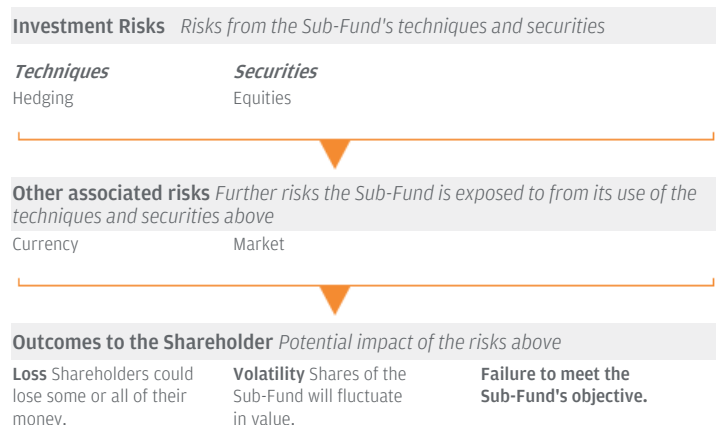 Investment Risks Risks from the Sub-Fund's techniques and securities
Techniques Securities
Hedging Equities
Other associated risks Further risks the Sub-Fund is exposed to from its use of the
techniques and securities above
Currency Market
Outcomes to the Shareholder Potential impact of the risks above
Loss Shareholders could
lose some or all of their
money.
Volatility Shares of the
Sub-Fund will fluctuate
in value.
Failure to meet the
Sub-Fund's objective.